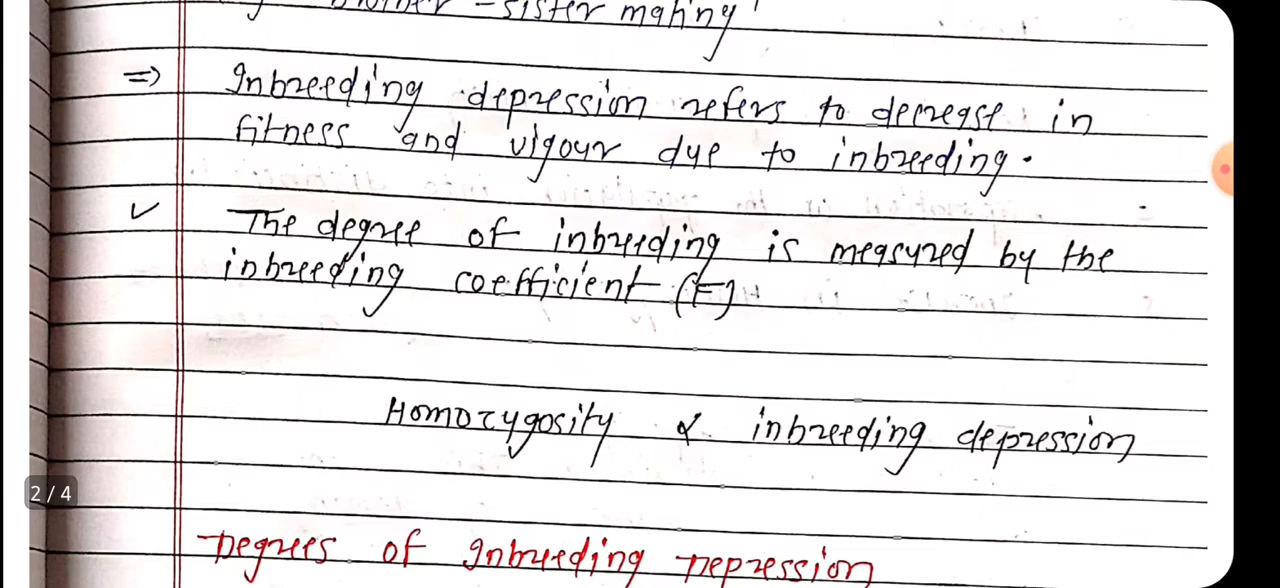 brother - sister mating
=> Inbreeding depression refers to decrease in
fitness and vigour due to inbreeding.
✓ The degree of inbreeding is measured by the
inbreeding coefficient (F)
Homozygosity ∝ inbreeding depression
2 / 4
Degrees of Inbreeding Depression